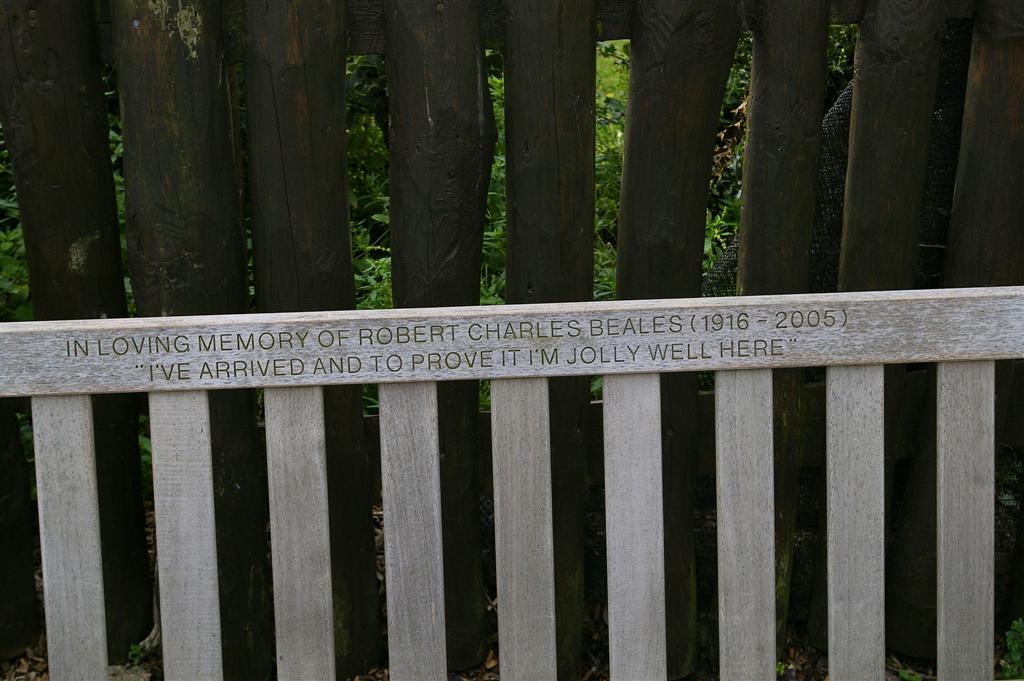 IN LOVING MEMORY OF ROBERT CHARLES BEALES (1916 - 2005)
"I'VE ARRIVED AND TO PROVE IT I'M JOLLY WELL HERE"